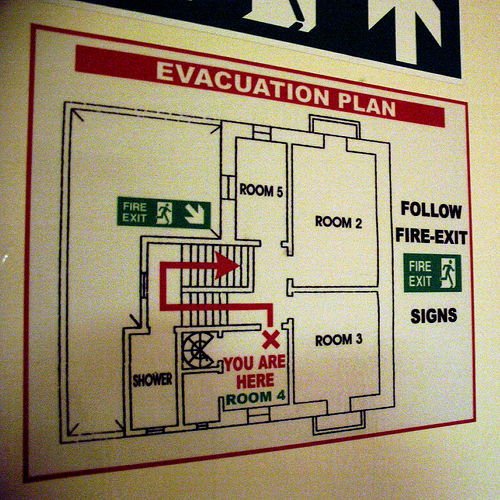 EVACUATION PLAN
ROOM 5
ROOM 2
FIRE
EXIT
FOLLOW
FIRE-EXIT
FIRE
EXIT
SIGNS
ROOM 3
SHOWER
YOU ARE
HERE
ROOM 4